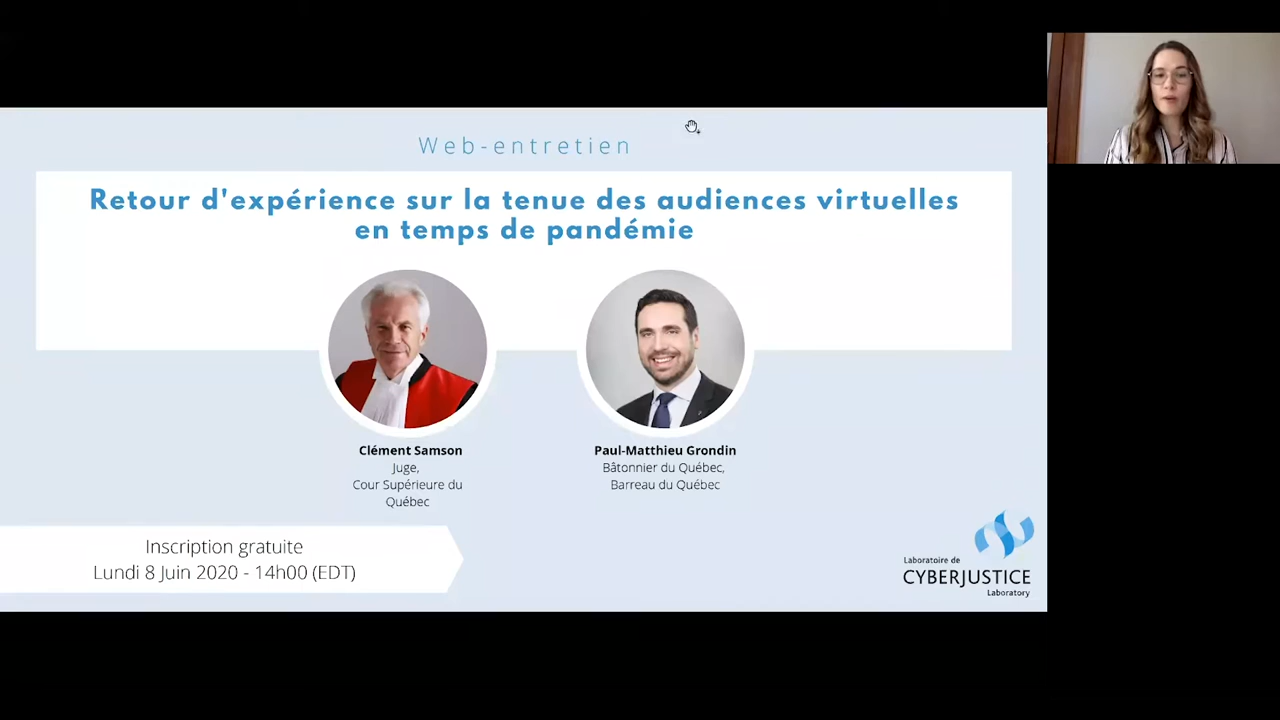 Web-entretien
Retour d'expérience sur la tenue des audiences virtuelles
en temps de pandémie
Clément Samson
Juge,
Cour Supérieure du
Québec
Paul-Matthieu Grondin
Bâtonnier du Québec,
Barreau du Québec
Inscription gratuite
Lundi 8 Juin 2020 - 14h00 (EDT)
Laboratoire de
CYBERJUSTICE
Laboratory